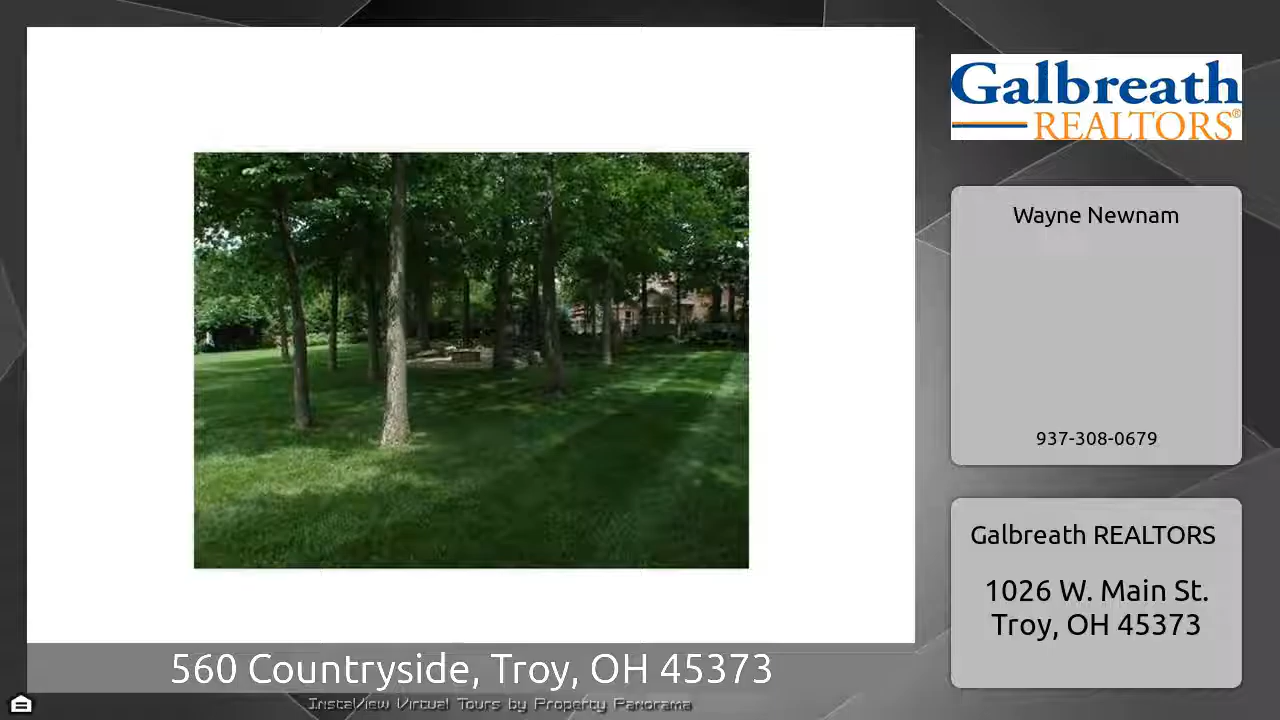 Galbreath
REALTORS®
Wayne Newnam
937-308-0679
Galbreath REALTORS
1026 W. Main St.
Troy, OH 45373
560 Countryside, Troy, OH 45373
InstaView Virtual Tours by Property Panorama